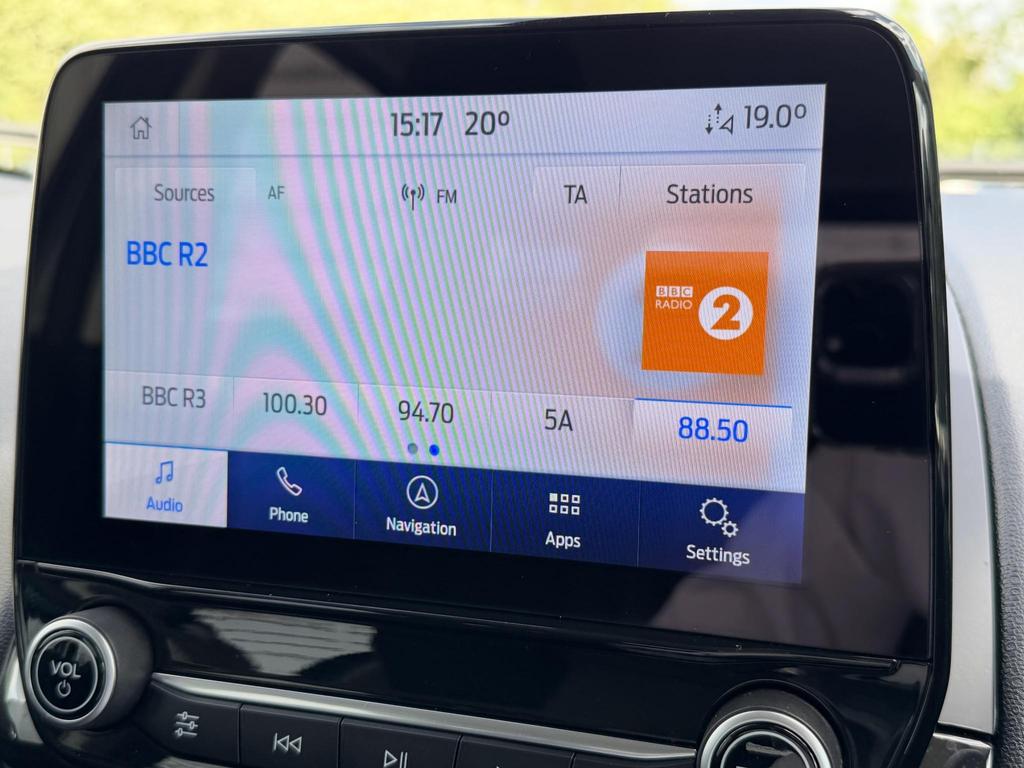 15:17 20° 19.0°
Sources AF FM TA Stations
BBC R2
BBC
RADIO 2
BBC R3 100.30 94.70 5A 88.50
Audio Phone Navigation Apps Settings
VOL